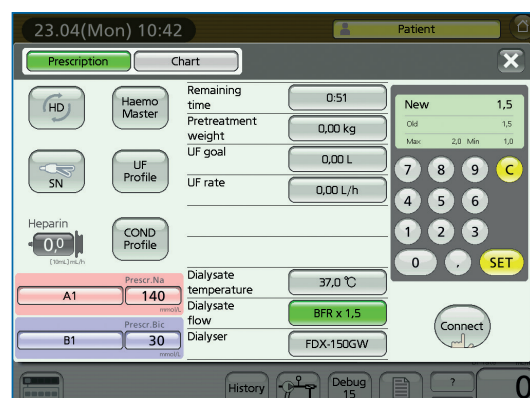 23.04(Mon) 10:42
Patient
Prescription
Chart
HD
Haemo
Master
SN
UF
Profile
Heparin
0,0
[10mL] mL/h
COND
Profile
Prescr.Na
A1
140
mmol/L
Prescr.Bic
B1
30
mmol/L
Remaining
time
0:51
Pretreatment
weight
0,00 kg
UF goal
0,00 L
UF rate
0,00 L/h
Dialysate
temperature
37,0 °C
Dialysate
flow
BFR x 1,5
Dialyser
FDX-150GW
New 1,5
Old 1,5
Max 2,0 Min 1,0
7 8 9 C
4 5 6
1 2 3
0 , SET
Connect
History
Debug
15
?
0